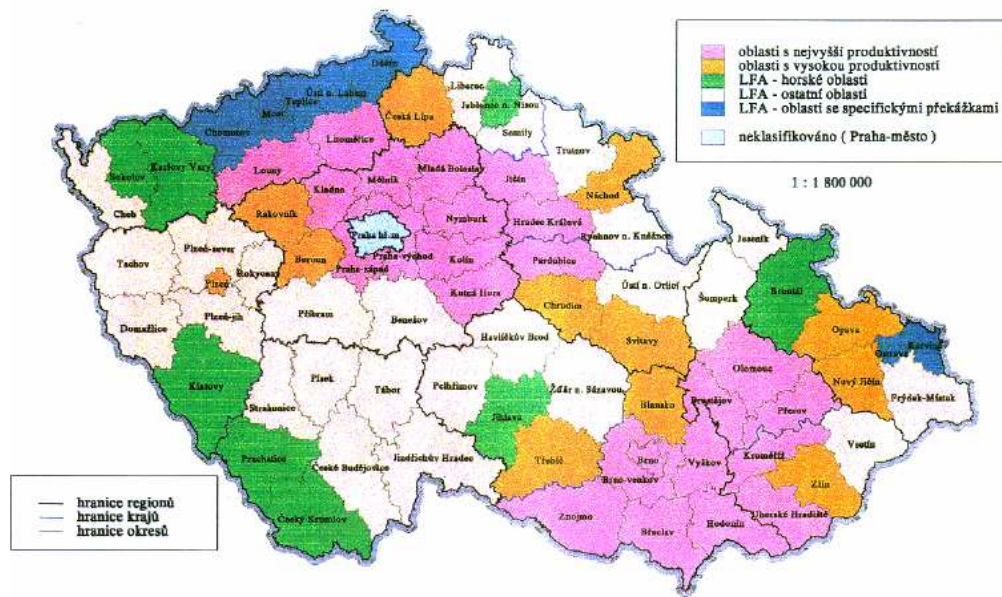 oblasti s nejvyšší produktivností
oblasti s vysokou produktivností
LFA - horské oblasti
LFA - ostatní oblasti
LFA - oblasti se specifickými překážkami
neklasifikováno ( Praha-město )
1 : 1 800 000
Děčín
Ústí n. Labem
Teplice
Most
Chomutov
Liberec
Jablonec n. Nisou
Česká Lípa
Semily
Litoměřice
Trutnov
Karlovy Vary
Sokolov
Louny
Mladá Boleslav
Jičín
Mělník
Kladno
Náchod
Cheb
Rakovník
Nymburk
Hradec Králové
Praha hl. m.
Rychnov n. Kněžnou
Plzeň-sever
Jeseník
Tachov
Rokycany
Beroun
Praha-východ
Kolín
Pardubice
Praha-západ
Plzeň
Ústí n. Orlicí
Šumperk
Bruntál
Kutná Hora
Chrudim
Příbram
Benešov
Plzeň-jih
Domažlice
Havlíčkův Brod
Svitavy
Opava
Karviná
Ostrava
Olomouc
Nový Jičín
Klatovy
Písek
Tábor
Pelhřimov
Žďár n. Sázavou
Blansko
Prostějov
Frýdek-Místek
Strakonice
Jihlava
Přerov
Vsetín
Prachatice
České Budějovice
Jindřichův Hradec
Třebíč
Brno
Brno-venkov
Vyškov
Kroměříž
Zlín
Český Krumlov
Znojmo
Břeclav
Hodonín
Uherské Hradiště
hranice regionů
hranice krajů
hranice okresů